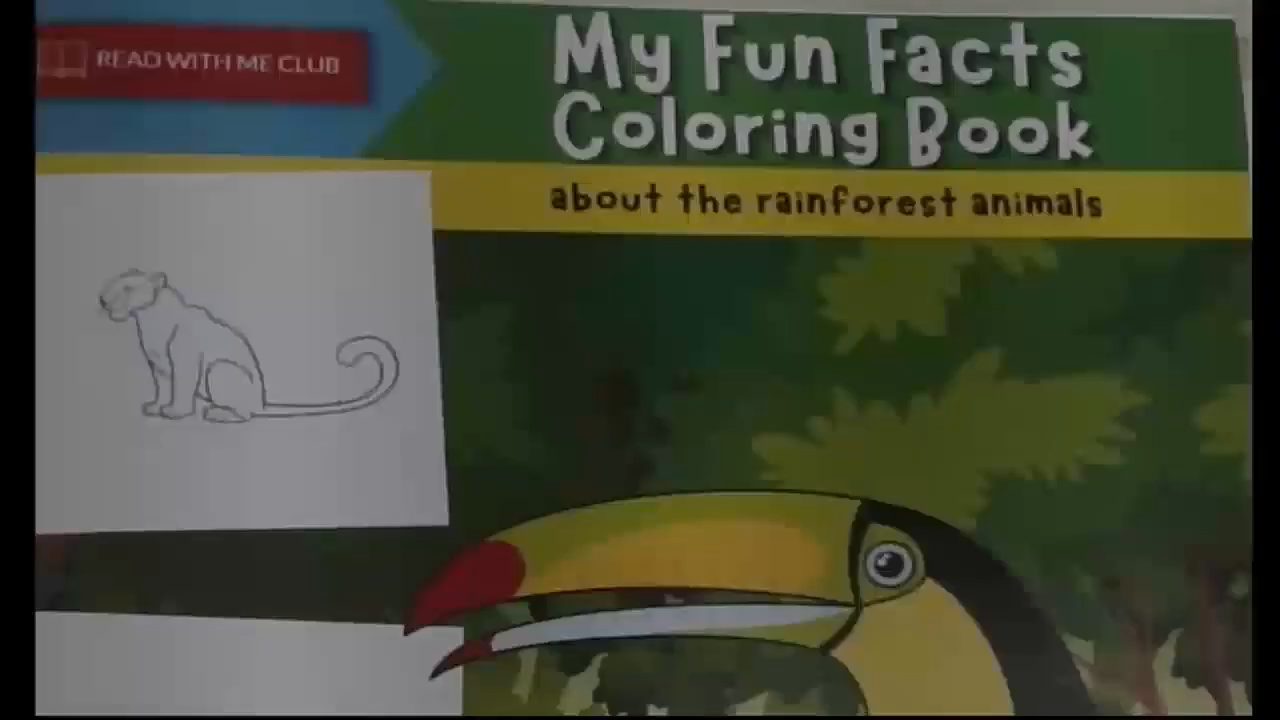 READ WITH ME CLUB
My Fun Facts
Coloring Book
about the rainforest animals